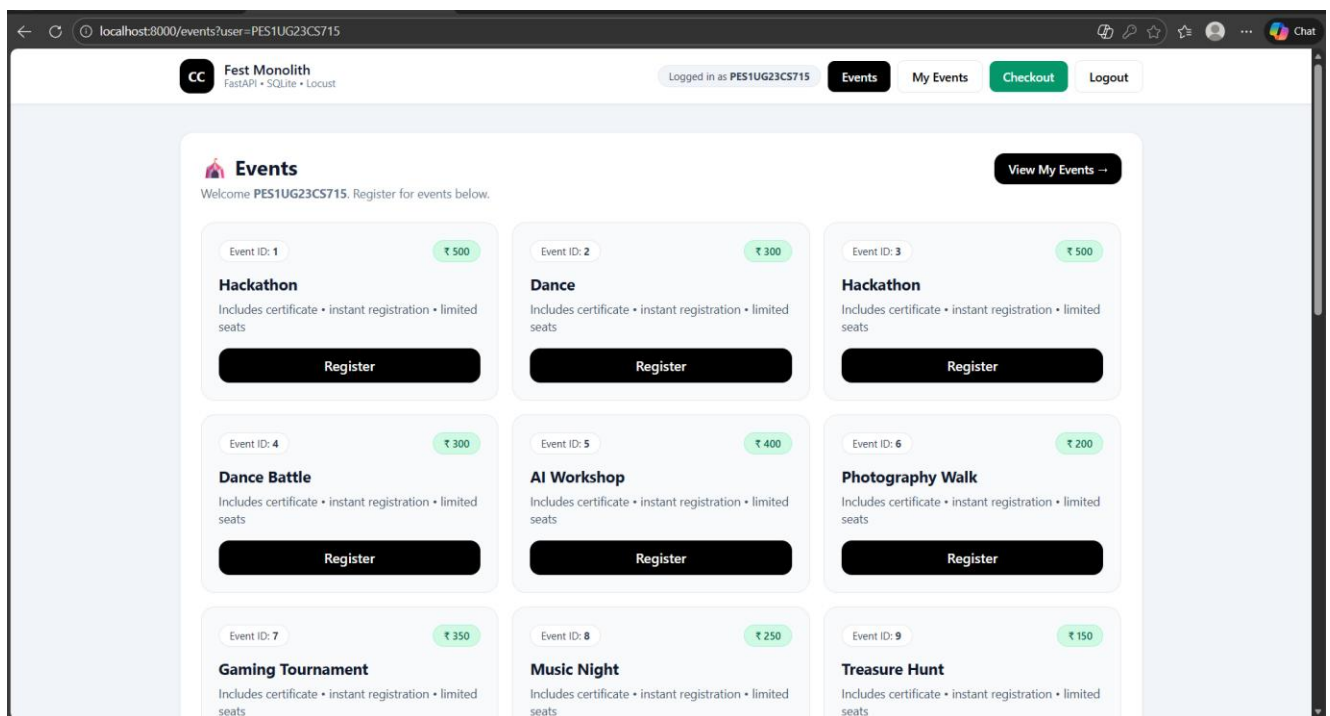 localhost:8000/events?user=PES1UG23CS715
Chat
CC
Fest Monolith
FastAPI • SQLite • Locust
Logged in as PES1UG23CS715
Events
My Events
Checkout
Logout
Events
Welcome PES1UG23CS715. Register for events below.
View My Events →
Event ID: 1
₹ 500
Hackathon
Includes certificate • instant registration • limited
seats
Register
Event ID: 2
₹ 300
Dance
Includes certificate • instant registration • limited
seats
Register
Event ID: 3
₹ 500
Hackathon
Includes certificate • instant registration • limited
seats
Register
Event ID: 4
₹ 300
Dance Battle
Includes certificate • instant registration • limited
seats
Register
Event ID: 5
₹ 400
AI Workshop
Includes certificate • instant registration • limited
seats
Register
Event ID: 6
₹ 200
Photography Walk
Includes certificate • instant registration • limited
seats
Register
Event ID: 7
₹ 350
Gaming Tournament
Includes certificate • instant registration • limited
seats
Event ID: 8
₹ 250
Music Night
Includes certificate • instant registration • limited
seats
Event ID: 9
₹ 150
Treasure Hunt
Includes certificate • instant registration • limited
seats